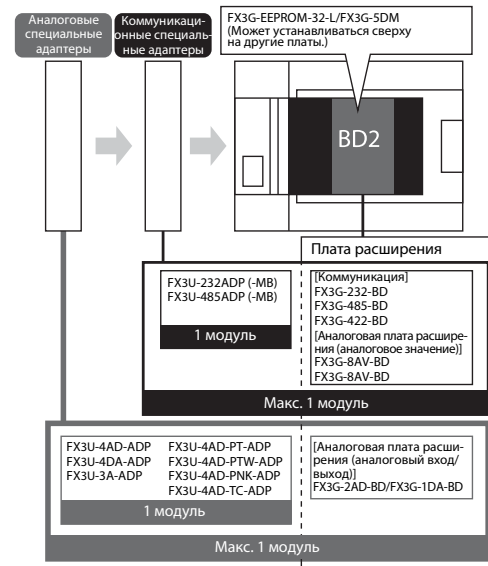 Аналоговые
специальные
адаптеры
Коммуникаци-
онные специаль-
ные адаптеры
FX3G-EEPROM-32-L/FX3G-5DM
(Может устанавливаться сверху
на другие платы.)
BD2
Плата расширения
FX3U-232ADP (-MB)
FX3U-485ADP (-MB)
1 модуль
[Коммуникация]
FX3G-232-BD
FX3G-485-BD
FX3G-422-BD
[Аналоговая плата расшире-
ния (аналоговое значение)]
FX3G-8AV-BD
FX3G-8AV-BD
Макс. 1 модуль
FX3U-4AD-ADP
FX3U-4DA-ADP
FX3U-3A-ADP
FX3U-4AD-PT-ADP
FX3U-4AD-PTW-ADP
FX3U-4AD-PNK-ADP
FX3U-4AD-TC-ADP
1 модуль
[Аналоговая плата расши-
рения (аналоговый вход/
выход)]
FX3G-2AD-BD/FX3G-1DA-BD
Макс. 1 модуль